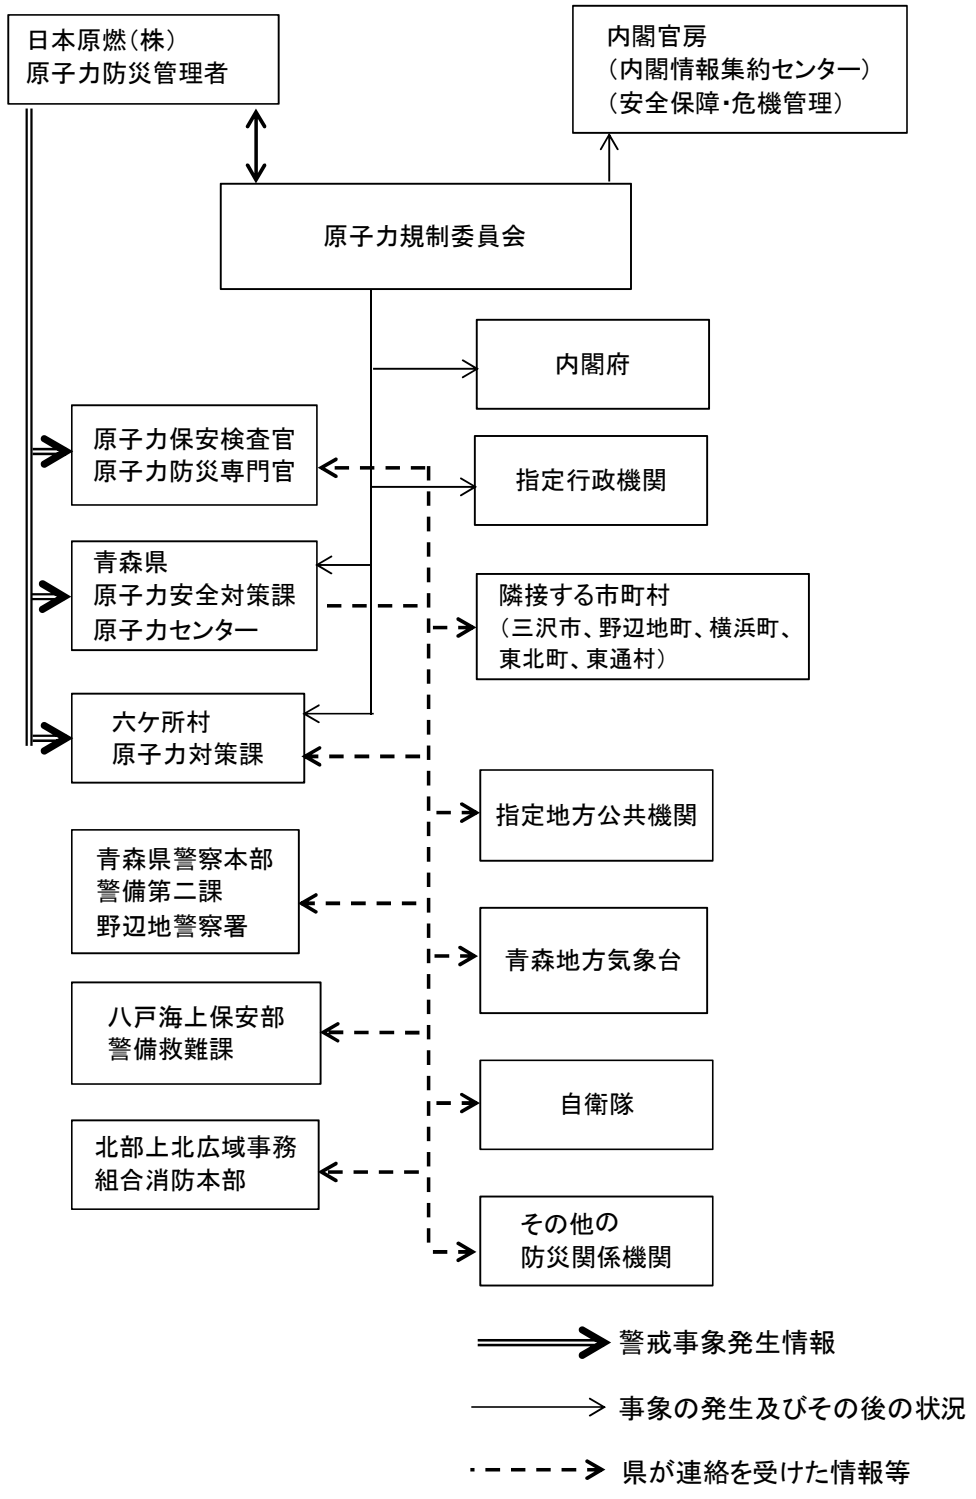 日本原燃(株)
原子力防災管理者
内閣官房
(内閣情報集約センター)
(安全保障・危機管理)
原子力規制委員会
内閣府
原子力保安検査官
原子力防災専門官
指定行政機関
青森県
原子力安全対策課
原子力センター
隣接する市町村
(三沢市、野辺地町、横浜町、
東北町、東通村)
六ケ所村
原子力対策課
指定地方公共機関
青森県警察本部
警備第二課
野辺地警察署
青森地方気象台
八戸海上保安部
警備救難課
自衛隊
北部上北広域事務
組合消防本部
その他の
防災関係機関
警戒事象発生情報
事象の発生及びその後の状況
県が連絡を受けた情報等